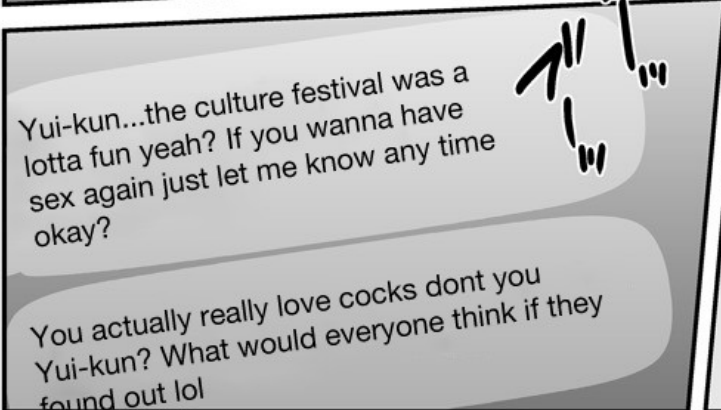 Yui-kun...the culture festival was a
lotta fun yeah? If you wanna have
sex again just let me know any time
okay?
You actually really love cocks dont you
Yui-kun? What would everyone think if they
found out lol